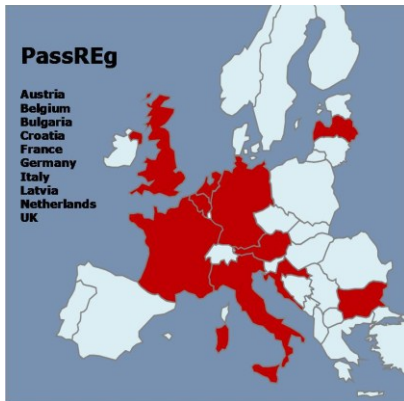 PassREg
Austria
Belgium
Bulgaria
Croatia
France
Germany
Italy
Latvia
Netherlands
UK